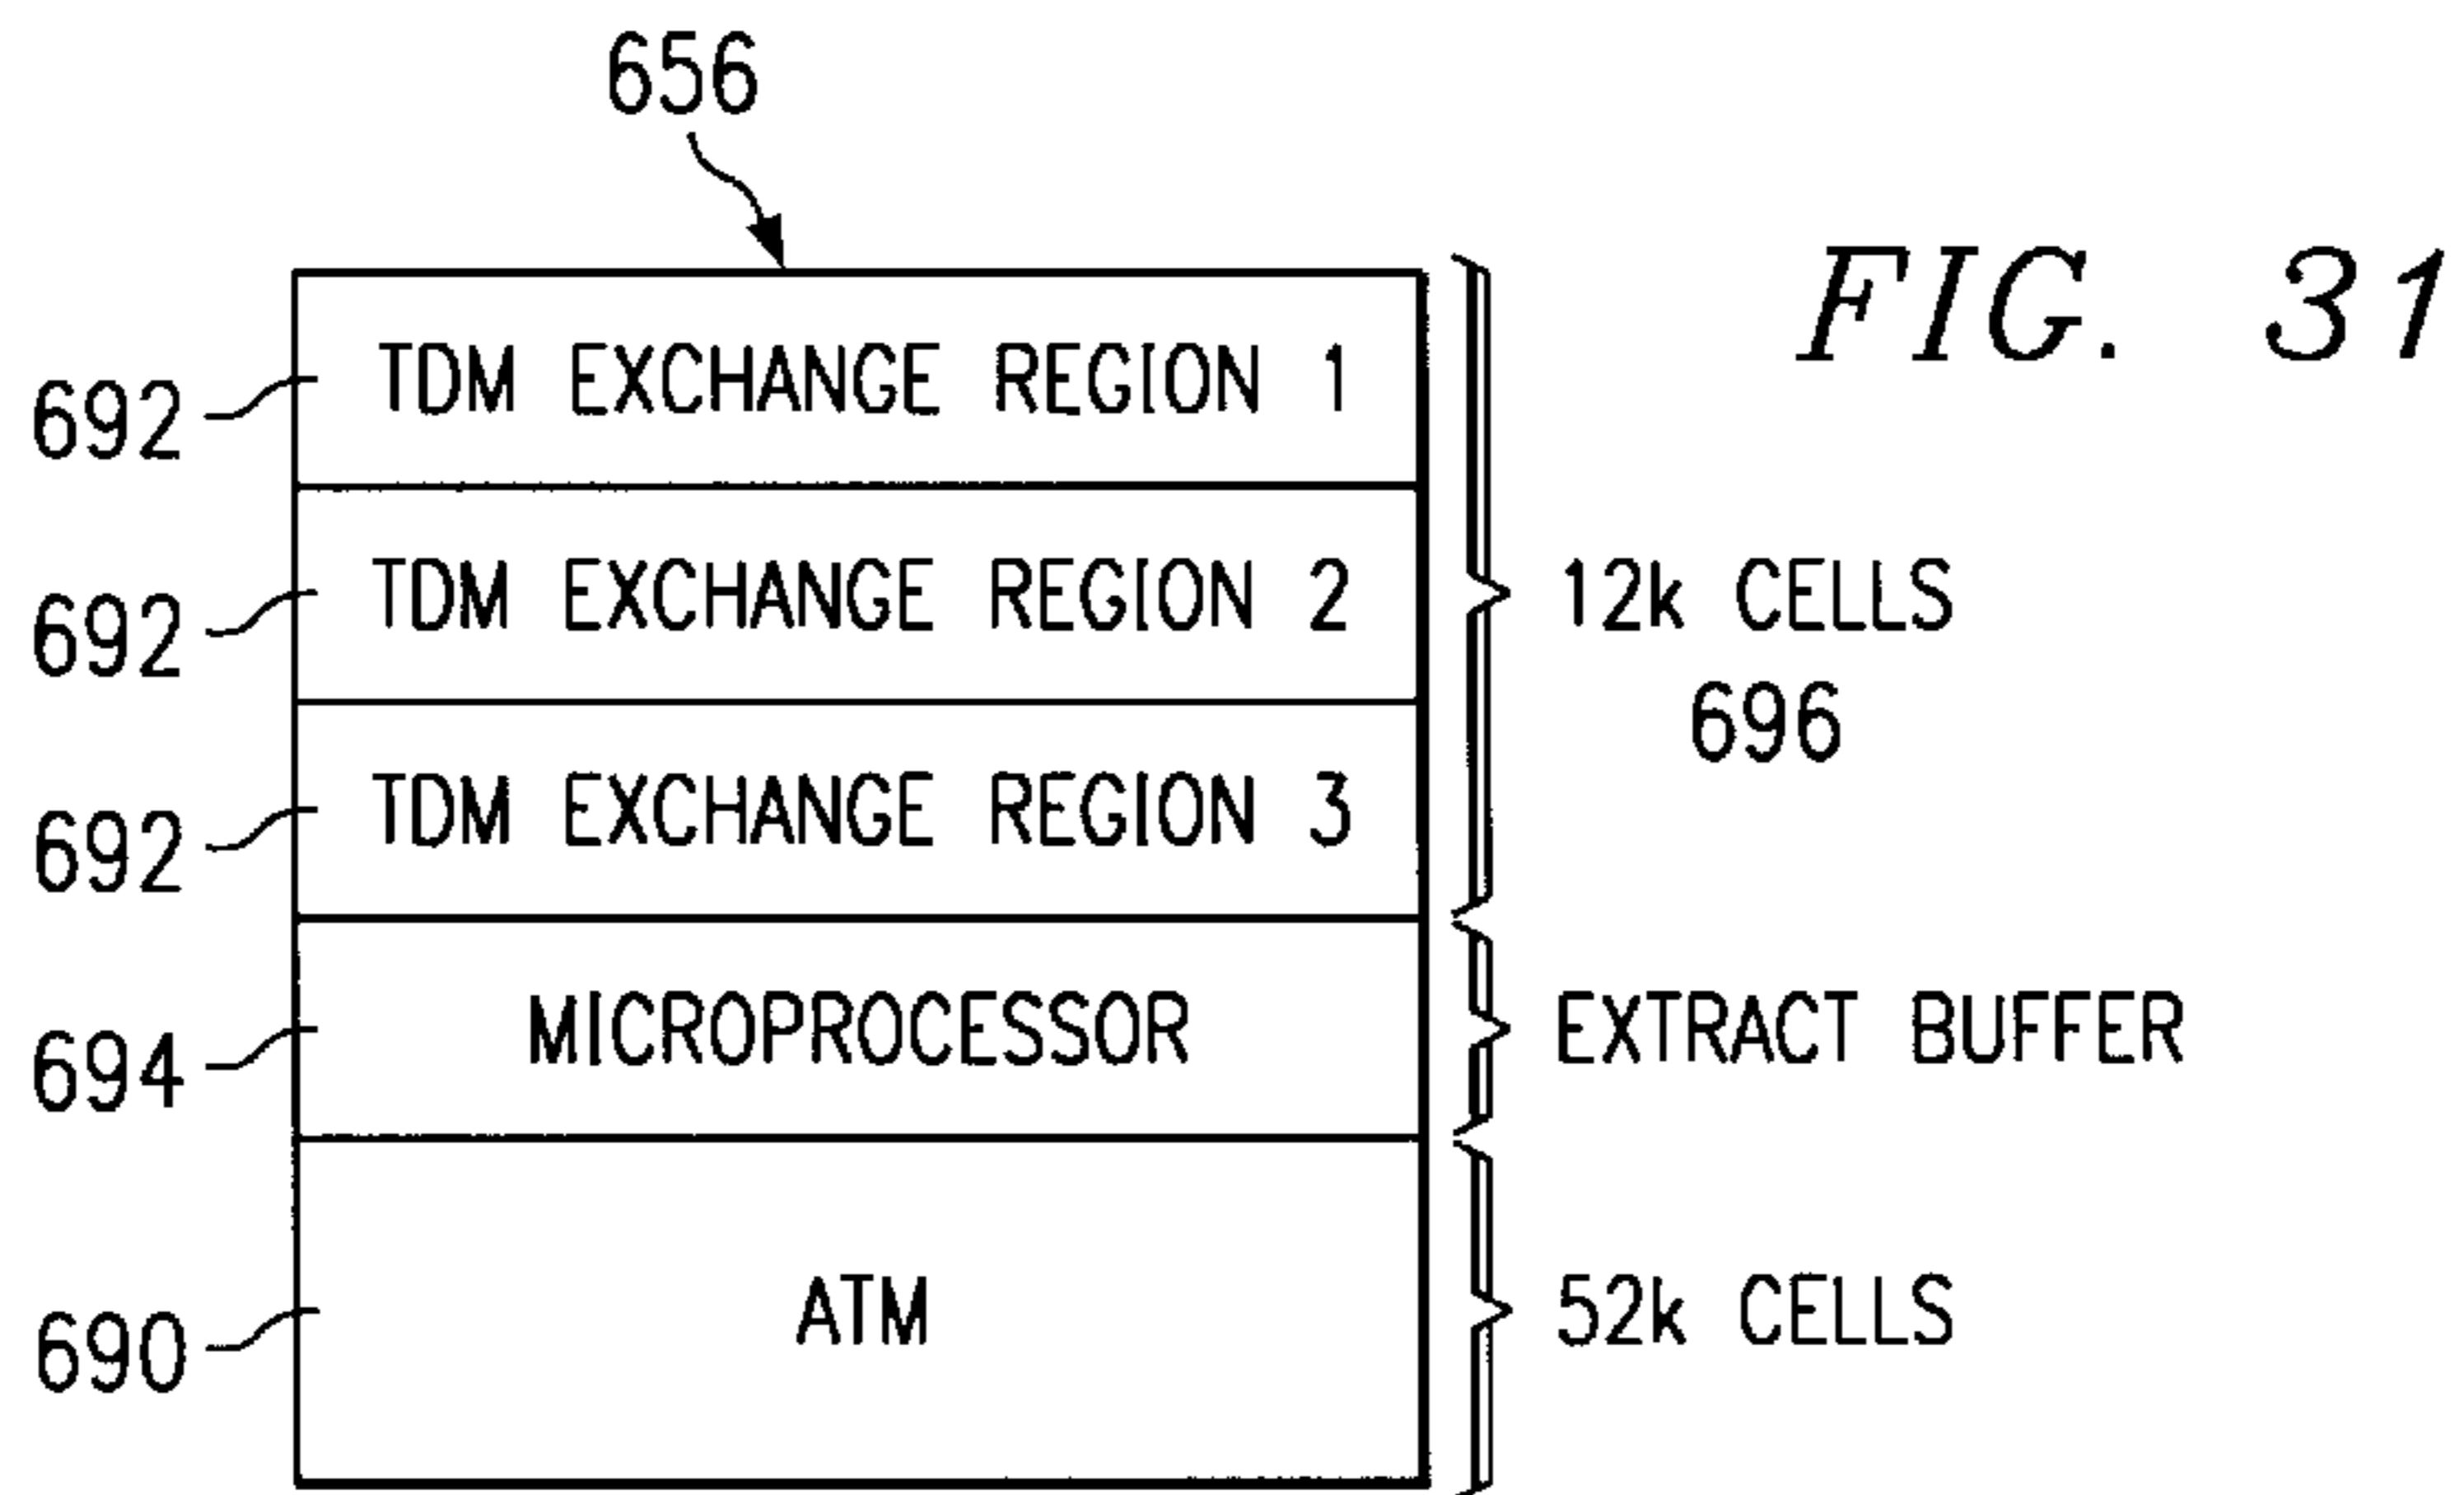 656
FIG. 31
692 TDM EXCHANGE REGION 1
692 TDM EXCHANGE REGION 2 12k CELLS
696
692 TDM EXCHANGE REGION 3
694 MICROPROCESSOR EXTRACT BUFFER
690 ATM 52k CELLS